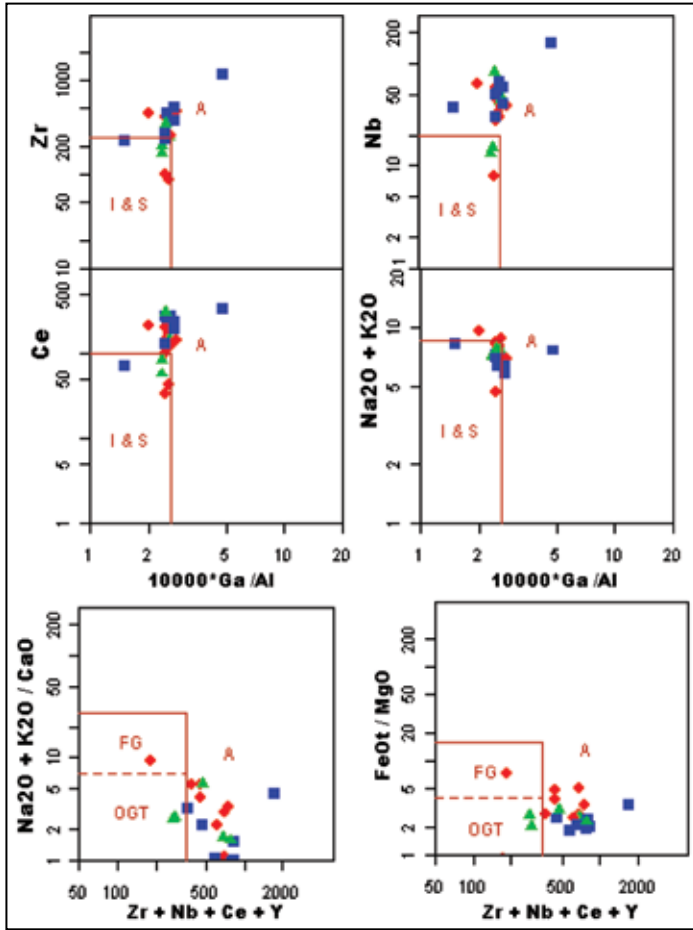 Zr
1000
200
50
10
A
I & S
Nb
50
20
10
5
1
A
I & S
Ce
500
50
5
1
A
I & S
1 2 5 10 20
10000*Ga /Al
Na2O + K2O
20
10
5
2
1
A
I & S
1 2 5 10 20
10000*Ga /Al
Na2O + K2O / CaO
200
50
10
5
2
1
FG
OGT
A
50 100 500 2000
Zr + Nb + Ce + Y
FeOt / MgO
200
50
20
10
5
2
1
FG
OGT
A
50 100 500 2000
Zr + Nb + Ce + Y